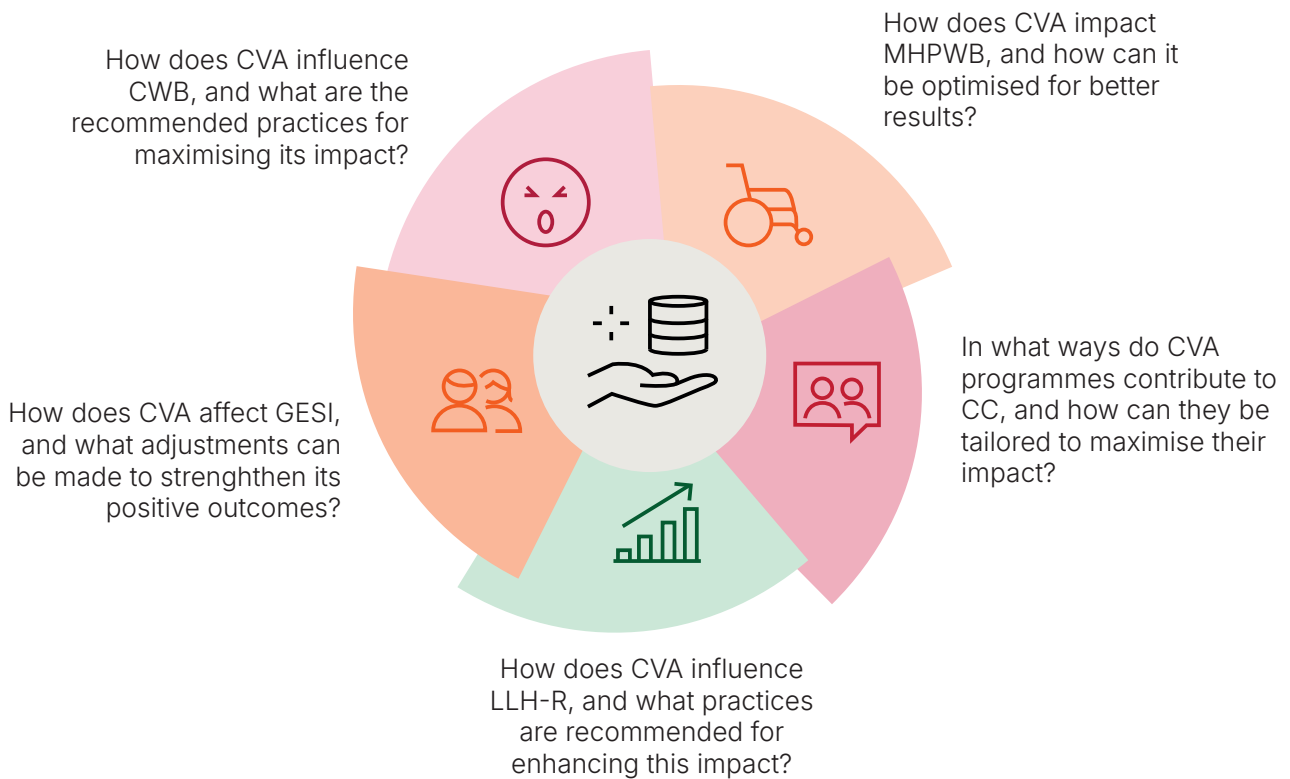 How does CVA influence
CWB, and what are the
recommended practices for
maximising its impact?
How does CVA impact
MHPWB, and how can it
be optimised for better
results?
In what ways do CVA
programmes contribute to
CC, and how can they be
tailored to maximise their
impact?
How does CVA affect GESI,
and what adjustments can
be made to strenghthen its
positive outcomes?
How does CVA influence
LLH-R, and what practices
are recommended for
enhancing this impact?